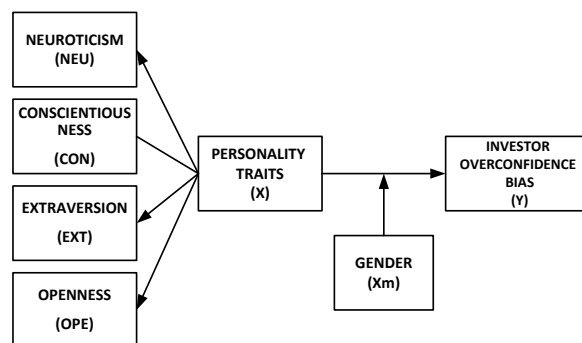 NEUROTICISM
(NEU)
CONSCIENTIOUS
NESS
(CON)
EXTRAVERSION
(EXT)
OPENNESS
(OPE)
PERSONALITY
TRAITS
(X)
GENDER
(Xm)
INVESTOR
OVERCONFIDENCE
BIAS
(Y)